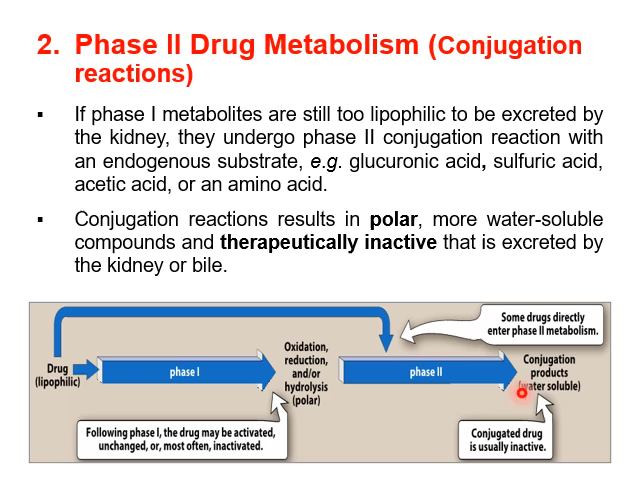 2. Phase II Drug Metabolism (Conjugation
reactions)
▪ If phase I metabolites are still too lipophilic to be excreted by
the kidney, they undergo phase II conjugation reaction with
an endogenous substrate, e.g. glucuronic acid, sulfuric acid,
acetic acid, or an amino acid.
▪ Conjugation reactions results in polar, more water-soluble
compounds and therapeutically inactive that is excreted by
the kidney or bile.
Some drugs directly
enter phase II metabolism.
Drug
(lipophilic)
phase I
Oxidation,
reduction,
and/or
hydrolysis
(polar)
phase II
Conjugation
products
(water soluble)
Following phase I, the drug may be activated,
unchanged, or, most often, inactivated.
Conjugated drug
is usually inactive.